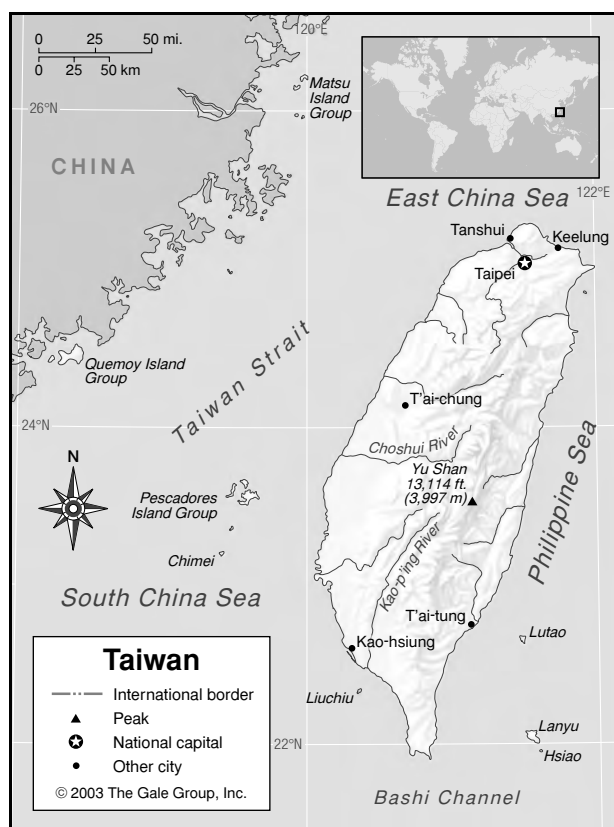 0 25 50 mi.
0 25 50 km
120°E
Matsu
Island
Group
26°N
CHINA
East China Sea
122°E
Tanshui
Keelung
Taipei
Quemoy Island
Group
Taiwan Strait
T'ai-chung
24°N
Choshui River
Yu Shan
13,114 ft.
(3,997 m)
N
Pescadores
Island Group
Philippine Sea
Chimei
Kao-p'ing River
South China Sea
T'ai-tung
Lutao
Kao-hsiung
Taiwan
International border
Peak
National capital
Other city
© 2003 The Gale Group, Inc.
Liuchiu
Lanyu
22°N
Hsiao
Bashi Channel